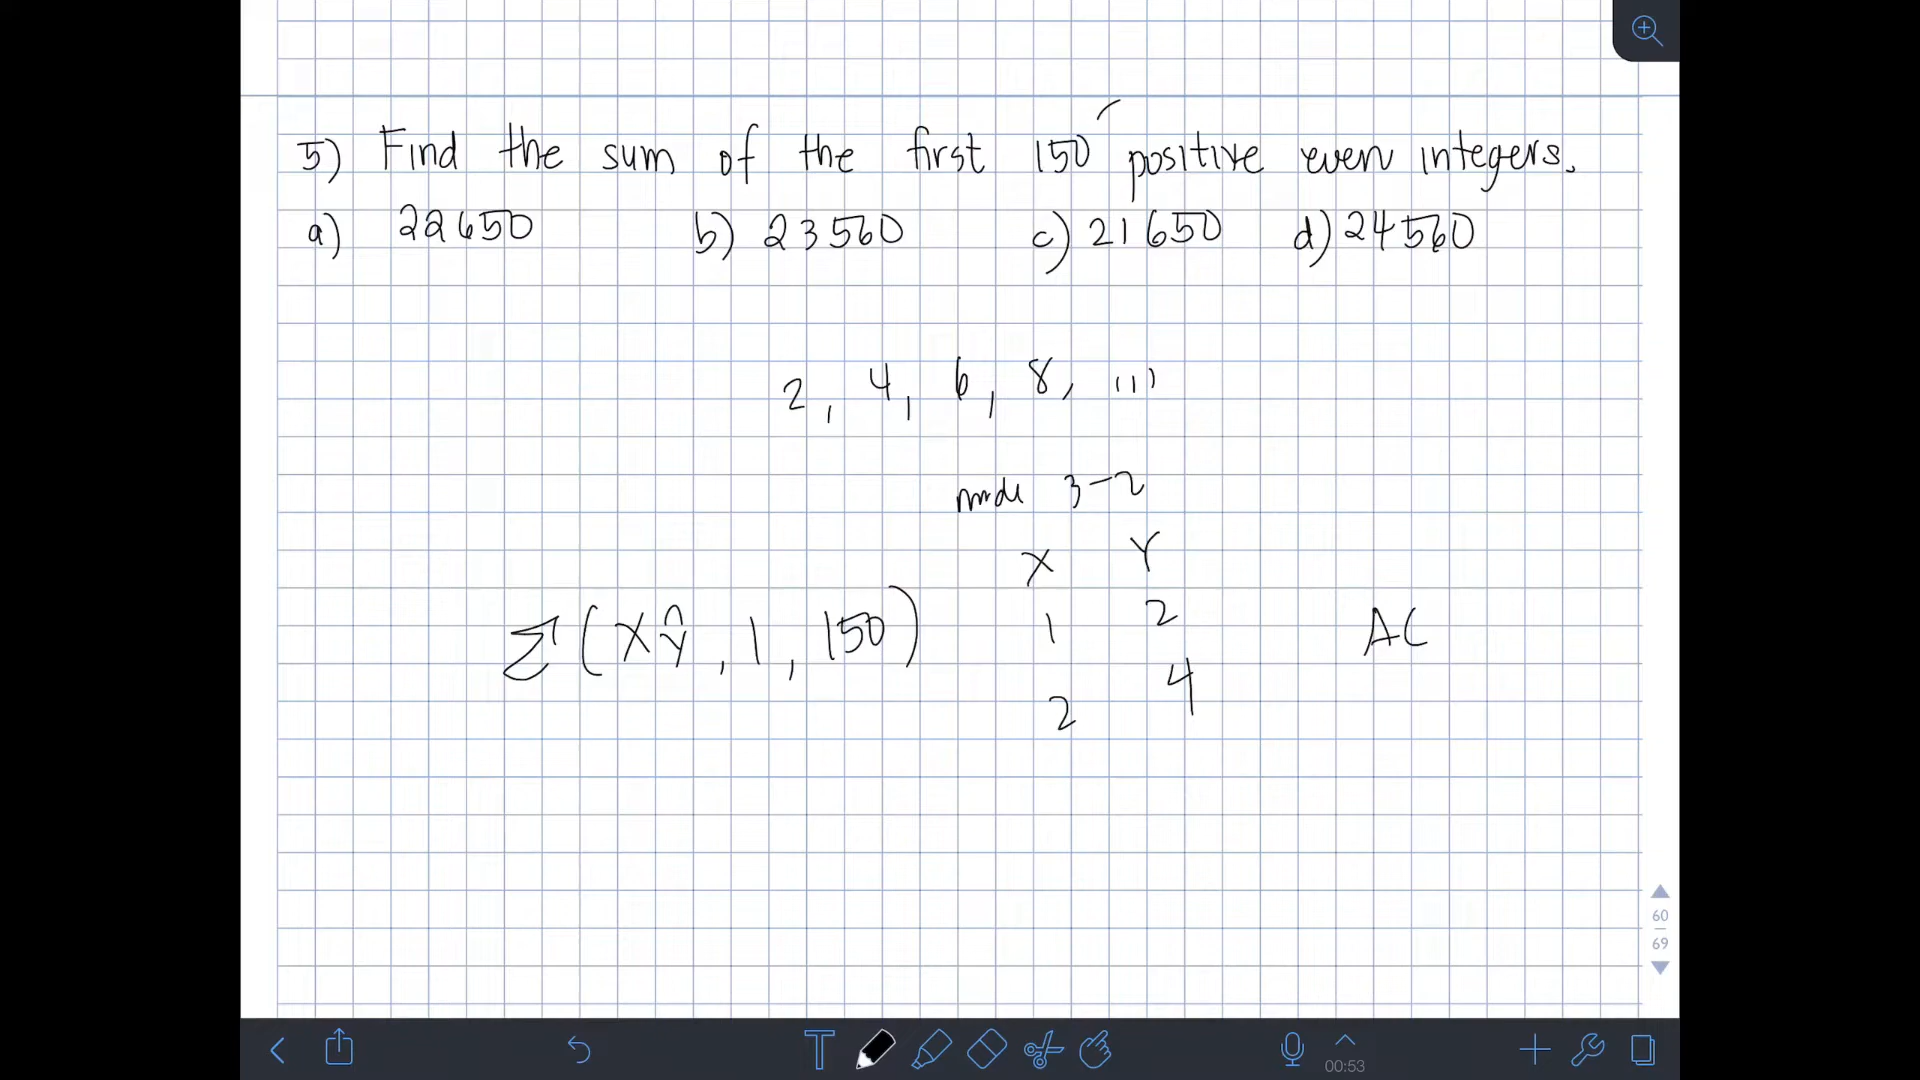 5) Find the sum of the first 150 positive even integers.
a) 22650 b) 23560 c) 21650 d) 24560
2, 4, 6, 8, ...
mode 3-2
X Y
Σ(Xŷ, 1, 150) 1 2 AC
2 4
60
69
T
00:53